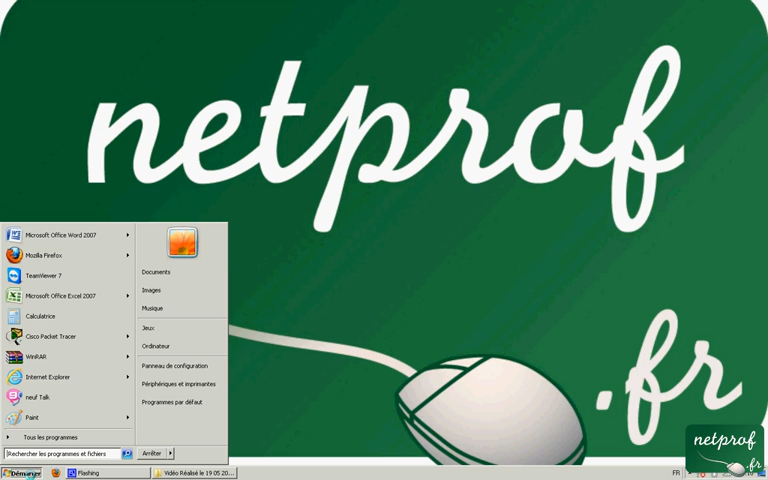 netprof
.fr
Microsoft Office Word 2007
Mozilla Firefox
TeamViewer 7
Microsoft Office Excel 2007
Calculatrice
Cisco Packet Tracer
WinRAR
Internet Explorer
neuf Talk
Paint
Tous les programmes
Rechercher les programmes et fichiers
Documents
Images
Musique
Jeux
Ordinateur
Panneau de configuration
Périphériques et imprimantes
Programmes par défaut
Arrêter
Démarrer
Flashing
Vidéo Réalisé le 19 05 20...
FR
netprof
.fr